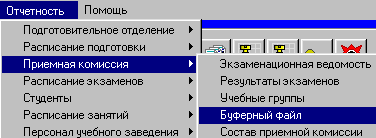 Отчетность Помощь
Подготовительное отделение
Расписание подготовки
Приемная комиссия
Расписание экзаменов
Студенты
Расписание занятий
Персонал учебного заведения
Экзаменационная ведомость
Результаты экзаменов
Учебные группы
Буферный файл
Состав приемной комиссии